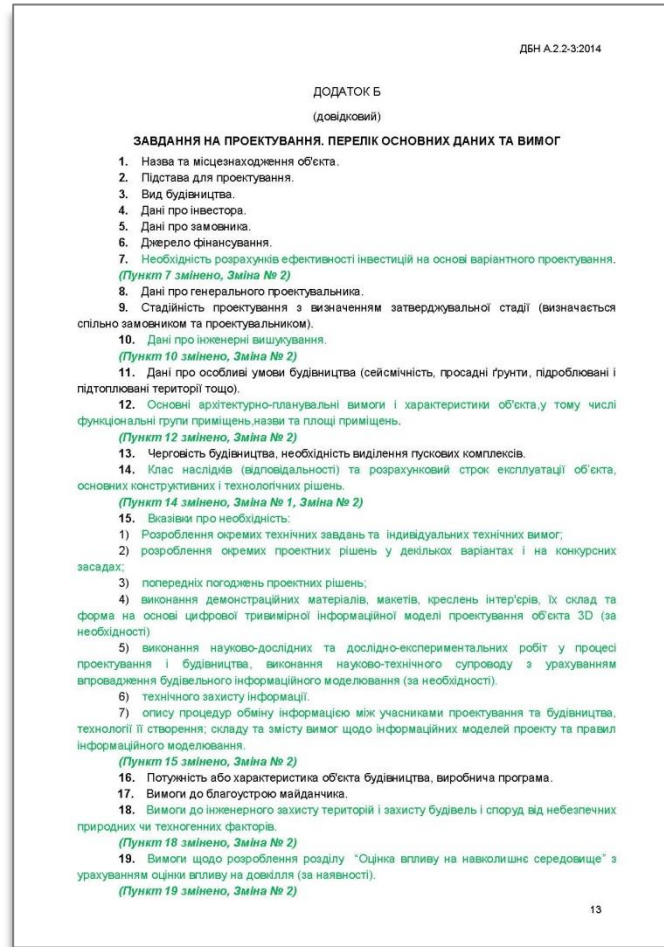 ДБН А.2.2-3:2014
ДОДАТОК Б
(довідковий)
ЗАВДАННЯ НА ПРОЕКТУВАННЯ. ПЕРЕЛІК ОСНОВНИХ ДАНИХ ТА ВИМОГ
1. Назва та місцезнаходження об'єкта.
2. Підстава для проектування.
3. Вид будівництва.
4. Дані про інвестора.
5. Дані про замовника.
6. Джерело фінансування.
7. Необхідність розрахунків ефективності інвестицій на основі варіантного проектування.
(Пункт 7 змінено, Зміна № 2)
8. Дані про генерального проектувальника.
9. Стадійність проектування з визначенням затверджувальної стадії (визначається
спільно замовником та проектувальником).
10. Дані про інженерні вишукування.
(Пункт 10 змінено, Зміна № 2)
11. Дані про особливі умови будівництва (сейсмічність, просадні ґрунти, підроблювані і
підтоплювані території тощо).
12. Основні архітектурно-планувальні вимоги і характеристики об'єкта,у тому числі
функціональні групи приміщень,назви та площі приміщень.
(Пункт 12 змінено, Зміна № 2)
13. Черговість будівництва, необхідність виділення пускових комплексів.
14. Клас наслідків (відповідальності) та розрахунковий строк експлуатації об'єкта,
основних конструктивних і технологічних рішень.
(Пункт 14 змінено, Зміна № 1, Зміна № 2)
15. Вказівки про необхідність:
1) Розроблення окремих технічних завдань та індивідуальних технічних вимог;
2) розроблення окремих проектних рішень у декількох варіантах і на конкурсних
засадах;
3) попередніх погоджень проектних рішень;
4) виконання демонстраційних матеріалів, макетів, креслень інтер'єрів, їх склад та
форма на основі цифрової тривимірної інформаційної моделі проектування об'єкта 3D (за
необхідності)
5) виконання науково-дослідних та дослідно-експериментальних робіт у процесі
проектування і будівництва, виконання науково-технічного супроводу з урахуванням
впровадження будівельного інформаційного моделювання (за необхідності).
6) технічного захисту інформації.
7) опису процедур обміну інформацією між учасниками проектування та будівництва,
технології її створення; складу та змісту вимог щодо інформаційних моделей проекту та правил
інформаційного моделювання.
(Пункт 15 змінено, Зміна № 2)
16. Потужність або характеристика об'єкта будівництва, виробнича програма.
17. Вимоги до благоустрою майданчика.
18. Вимоги до інженерного захисту територій і захисту будівель і споруд від небезпечних
природних чи техногенних факторів.
(Пункт 18 змінено, Зміна № 2)
19. Вимоги щодо розроблення розділу “Оцінка впливу на навколишнє середовище” з
урахуванням оцінки впливу на довкілля (за наявності).
(Пункт 19 змінено, Зміна № 2)
13